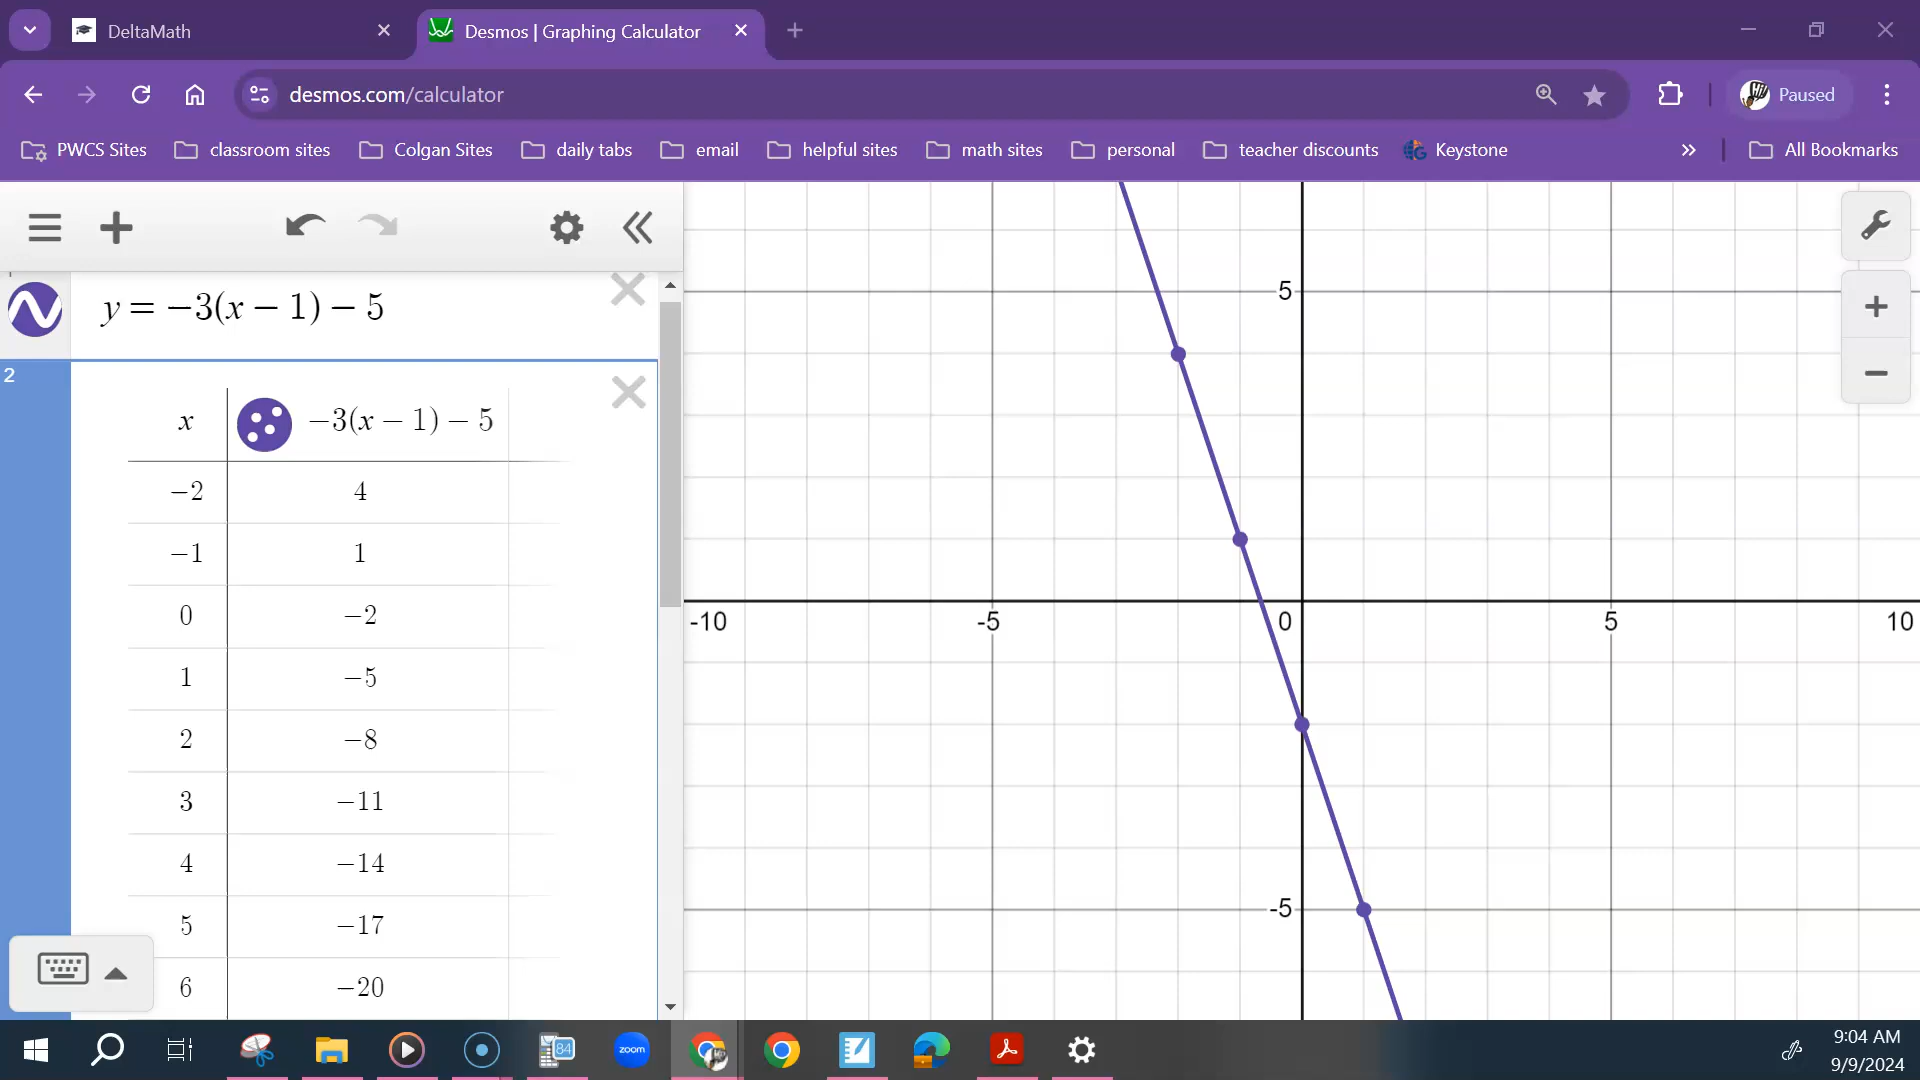 DeltaMath
Desmos | Graphing Calculator
desmos.com/calculator
Paused
PWCS Sites
classroom sites
Colgan Sites
daily tabs
email
helpful sites
math sites
personal
teacher discounts
Keystone
»
All Bookmarks
y = −3(x − 1) − 5
2
x −3(x − 1) − 5
−2 4
−1 1
0 −2
1 −5
2 −8
3 −11
4 −14
5 −17
6 −20
5
-10 -5 0 5 10
-5
84
zoom
9:04 AM
9/9/2024